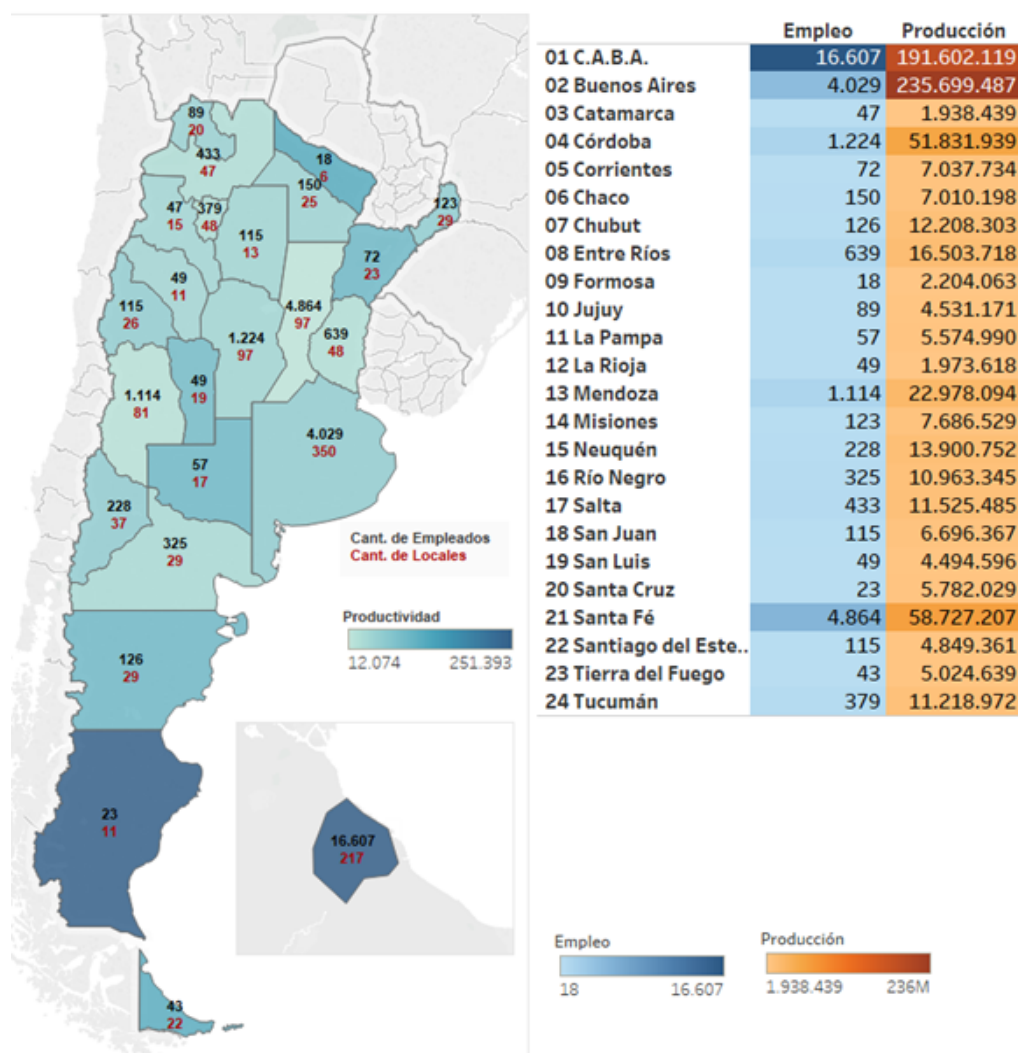 89
20
433
47
18
6
150
25
123
29
47
15
379
48
115
13
72
23
49
11
115
26
4.864
97
1.224
97
639
48
49
19
1.114
81
4.029
350
57
17
228
37
325
29
Cant. de Empleados
Cant. de Locales
Productividad
12.074 251.393
126
29
23
11
16.607
217
43
22
Empleo Producción
01 C.A.B.A. 16.607 191.602.119
02 Buenos Aires 4.029 235.699.487
03 Catamarca 47 1.938.439
04 Córdoba 1.224 51.831.939
05 Corrientes 72 7.037.734
06 Chaco 150 7.010.198
07 Chubut 126 12.208.303
08 Entre Ríos 639 16.503.718
09 Formosa 18 2.204.063
10 Jujuy 89 4.531.171
11 La Pampa 57 5.574.990
12 La Rioja 49 1.973.618
13 Mendoza 1.114 22.978.094
14 Misiones 123 7.686.529
15 Neuquén 228 13.900.752
16 Río Negro 325 10.963.345
17 Salta 433 11.525.485
18 San Juan 115 6.696.367
19 San Luis 49 4.494.596
20 Santa Cruz 23 5.782.029
21 Santa Fé 4.864 58.727.207
22 Santiago del Este.. 115 4.849.361
23 Tierra del Fuego 43 5.024.639
24 Tucumán 379 11.218.972
Empleo
18 16.607
Producción
1.938.439 236M